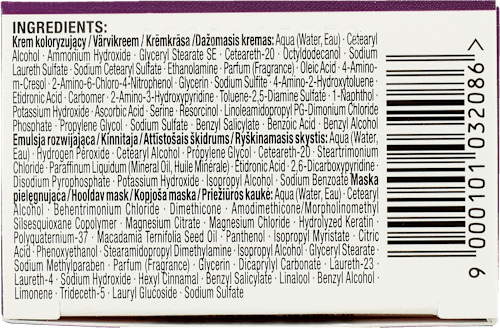 INGREDIENTS:
Krem koloryzujący / Värvikreem / Krēmkrāsa / Dažomasis kremas: Aqua (Water, Eau) · Cetearyl
Alcohol · Ammonium Hydroxide · Glyceryl Stearate SE · Ceteareth-20 · Octyldodecanol · Sodium
Laureth Sulfate · Sodium Cetearyl Sulfate · Ethanolamine · Parfum (Fragrance) · Oleic Acid · 4-Amino-
m-Cresol · 2-Amino-6-Chloro-4-Nitrophenol · Glycerin · Sodium Sulfite · 4-Amino-2-Hydroxytoluene ·
Etidronic Acid · Carbomer · 2-Amino-3-Hydroxypyridine · Toluene-2,5-Diamine Sulfate · 1-Naphthol ·
Potassium Hydroxide · Ascorbic Acid · Serine · Resorcinol · Linoleamidopropyl PG-Dimonium Chloride
Phosphate · Propylene Glycol · Sodium Sulfate · Benzyl Salicylate · Benzoic Acid · Benzyl Alcohol
Emulsja rozwijająca / Kinnitaja / Attīstošais šķidrums / Ryškinamasis skystis: Aqua (Water,
Eau) · Hydrogen Peroxide · Cetearyl Alcohol · Propylene Glycol · Ceteareth-20 · Steartrimonium
Chloride · Paraffinum Liquidum (Mineral Oil, Huile Minérale) · Etidronic Acid · 2,6-Dicarboxypyridine ·
Disodium Pyrophosphate · Potassium Hydroxide · Isopropyl Alcohol · Sodium Benzoate Maska
pielęgnująca / Hooldav mask / Kopjoša maska / Priežiūros kaukė: Aqua (Water, Eau) · Cetearyl
Alcohol · Behentrimonium Chloride · Dimethicone · Amodimethicone/Morpholinomethyl
Silsesquioxane Copolymer · Magnesium Citrate · Magnesium Chloride · Hydrolyzed Keratin ·
Polyquaternium-37 · Macadamia Ternifolia Seed Oil · Panthenol · Isopropyl Myristate · Citric
Acid · Phenoxyethanol · Stearamidopropyl Dimethylamine · Isopropyl Alcohol · Glyceryl Stearate ·
Sodium Methylparaben · Parfum (Fragrance) · Glycerin · Dicaprylyl Carbonate · Laureth-23 ·
Laureth-4 · Sodium Hydroxide · Hexyl Cinnamal · Benzyl Salicylate · Linalool · Benzyl Alcohol ·
Limonene · Trideceth-5 · Lauryl Glucoside · Sodium Sulfate
9 000101 032086 >